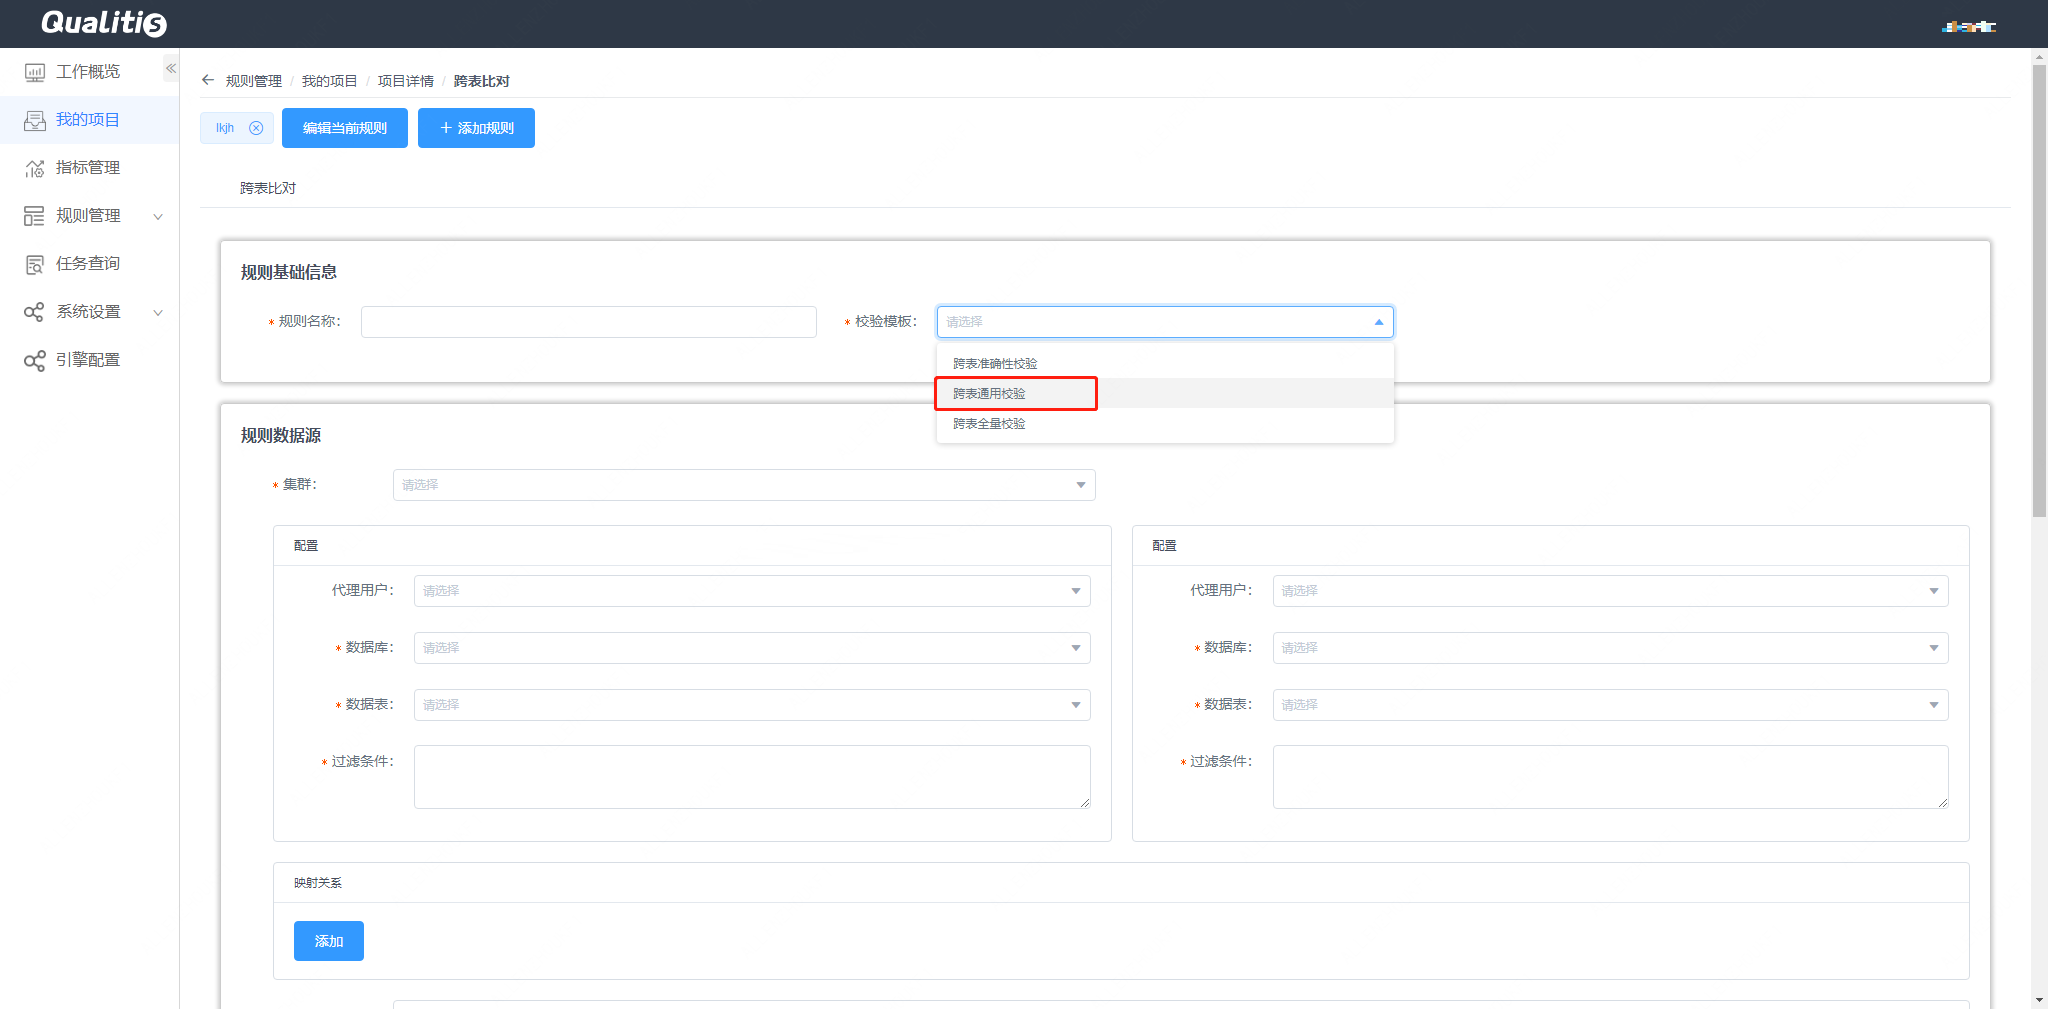 Qualitis
工作概览
我的项目
指标管理
规则管理
任务查询
系统设置
引擎配置
规则管理 / 我的项目 / 项目详情 / 跨表比对
lkjh
编辑当前规则
添加规则
跨表比对
规则基础信息
* 规则名称:
* 校验模板: 请选择
跨表准确性校验
跨表通用校验
跨表全量校验
规则数据源
* 集群: 请选择
配置
代理用户: 请选择
* 数据库: 请选择
* 数据表: 请选择
* 过滤条件:
配置
代理用户: 请选择
* 数据库: 请选择
* 数据表: 请选择
* 过滤条件:
映射关系
添加